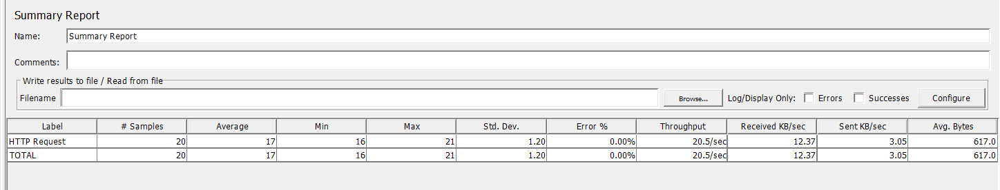 Summary Report
Name: Summary Report
Comments:
Write results to file / Read from file
Filename Browse... Log/Display Only: Errors Successes Configure
Label # Samples Average Min Max Std. Dev. Error % Throughput Received KB/sec Sent KB/sec Avg. Bytes
HTTP Request 20 17 16 21 1.20 0.00% 20.5/sec 12.37 3.05 617.0
TOTAL 20 17 16 21 1.20 0.00% 20.5/sec 12.37 3.05 617.0